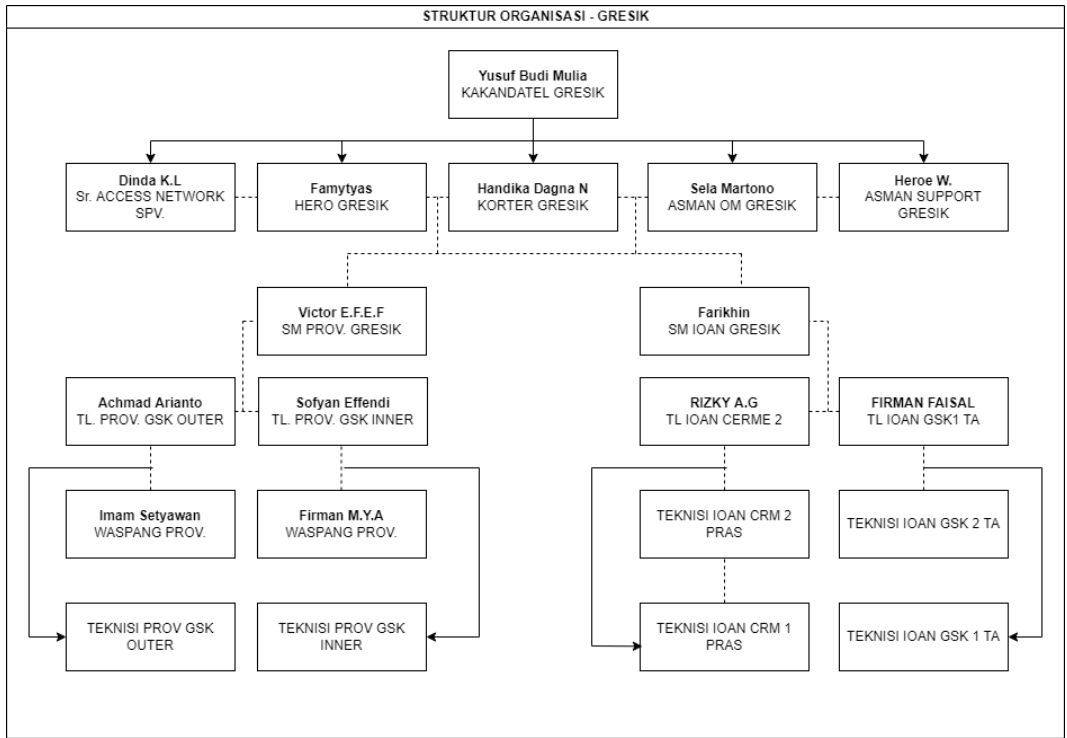 STRUKTUR ORGANISASI - GRESIK
Yusuf Budi Mulia
KAKANDATEL GRESIK
Dinda K.L
Sr. ACCESS NETWORK
SPV.
Famytyas
HERO GRESIK
Handika Dagna N
KORTER GRESIK
Sela Martono
ASMAN OM GRESIK
Heroe W.
ASMAN SUPPORT
GRESIK
Victor E.F.E.F
SM PROV. GRESIK
Farikhin
SM IOAN GRESIK
Achmad Arianto
TL. PROV. GSK OUTER
Sofyan Effendi
TL. PROV. GSK INNER
RIZKY A.G
TL IOAN CERME 2
FIRMAN FAISAL
TL IOAN GSK1 TA
Imam Setyawan
WASPANG PROV.
Firman M.Y.A
WASPANG PROV.
TEKNISI IOAN CRM 2
PRAS
TEKNISI IOAN GSK 2 TA
TEKNISI PROV GSK
OUTER
TEKNISI PROV GSK
INNER
TEKNISI IOAN CRM 1
PRAS
TEKNISI IOAN GSK 1 TA